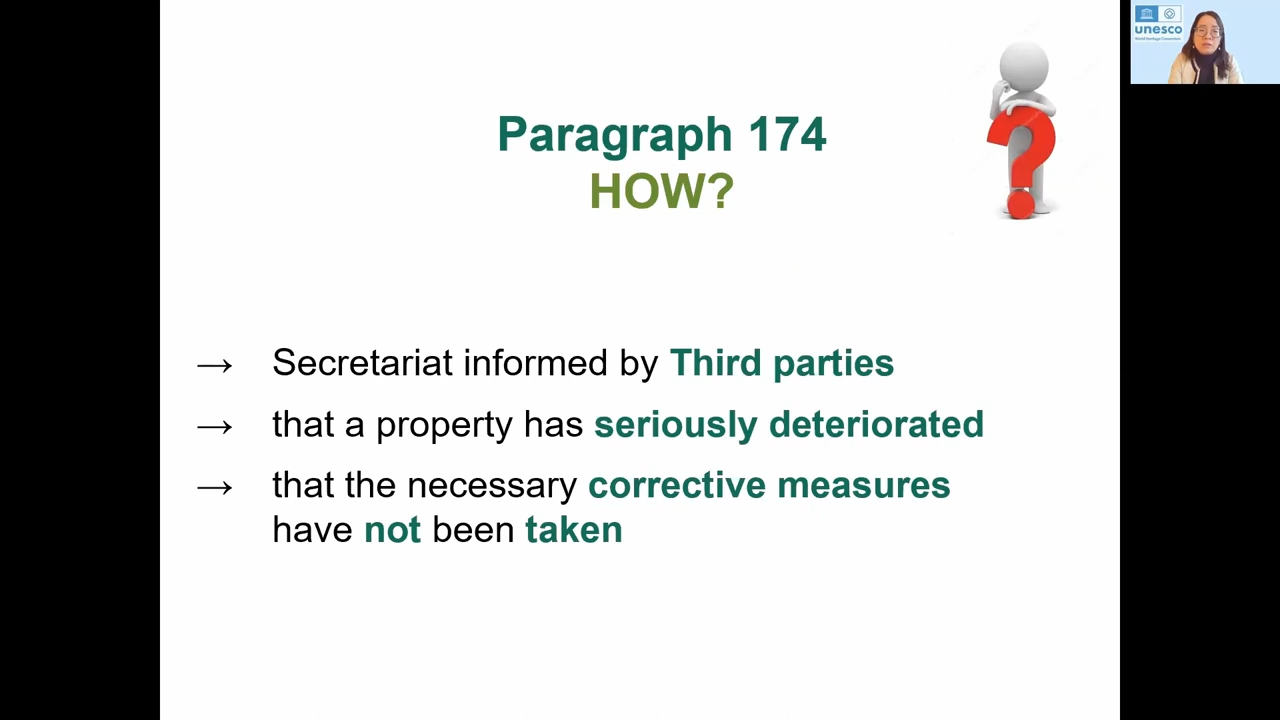 Paragraph 174
HOW?
→ Secretariat informed by Third parties
→ that a property has seriously deteriorated
→ that the necessary corrective measures
have not been taken
unesco
World Heritage Convention